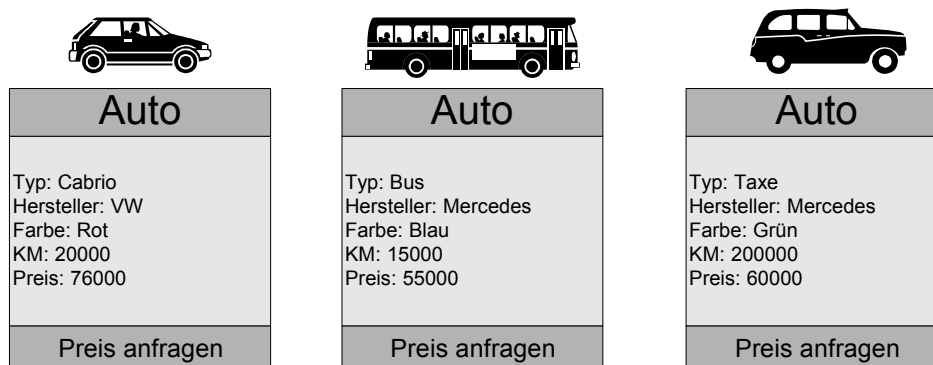 Auto
Typ: Cabrio
Hersteller: VW
Farbe: Rot
KM: 20000
Preis: 76000
Preis anfragen
Auto
Typ: Bus
Hersteller: Mercedes
Farbe: Blau
KM: 15000
Preis: 55000
Preis anfragen
Auto
Typ: Taxe
Hersteller: Mercedes
Farbe: Grün
KM: 200000
Preis: 60000
Preis anfragen